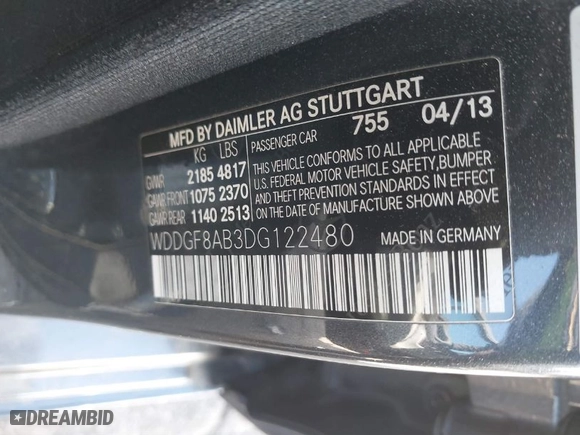 MFD BY DAIMLER AG STUTTGART
KG LBS PASSENGER CAR 755 04/13
GVWR 2185 4817
GAWR FRONT 1075 2370
GAWR REAR 1140 2513
THIS VEHICLE CONFORMS TO ALL APPLICABLE
U.S. FEDERAL MOTOR VEHICLE SAFETY, BUMPER
AND THEFT PREVENTION STANDARDS IN EFFECT
ON THE DATE OF MANUFACTURE
SHOWN ABOVE.
WDDGF8AB3DG122480 MADE IN GERMANY
DREAMBID